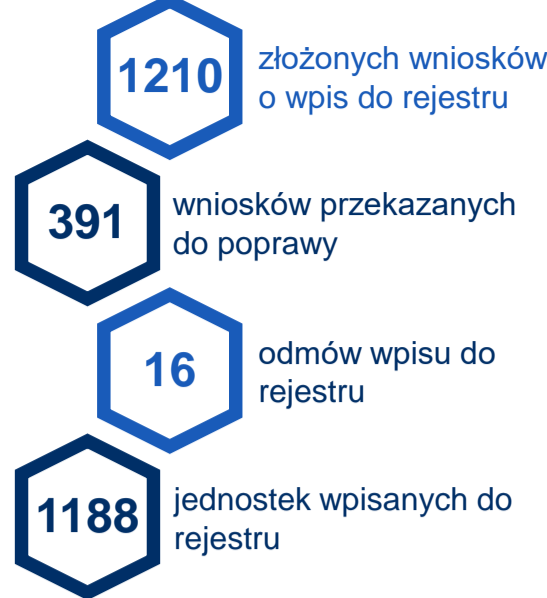 1210
złożonych wniosków
o wpis do rejestru
391
wniosków przekazanych
do poprawy
16
odmów wpisu do
rejestru
1188
jednostek wpisanych do
rejestru